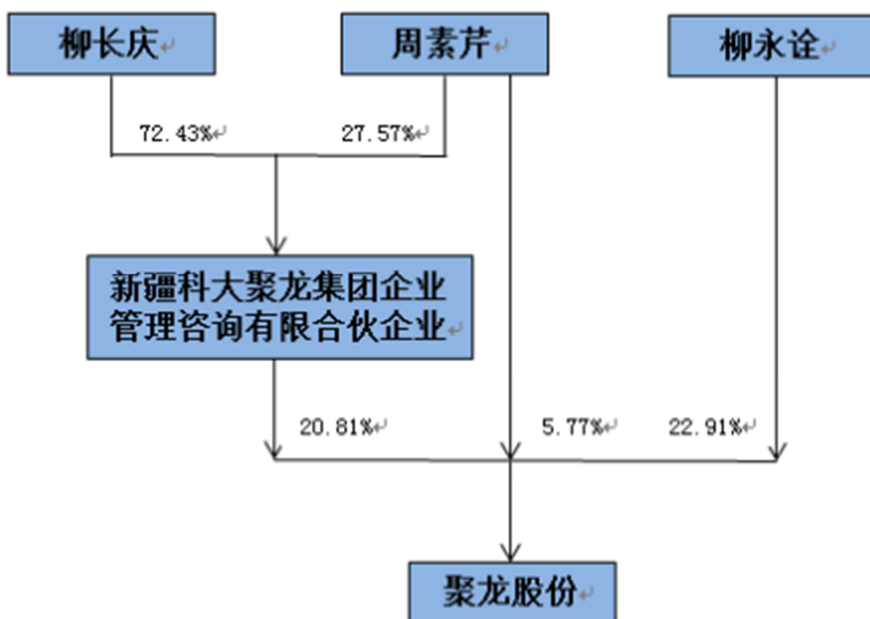 柳长庆
周素芹
柳永诠
72.43%
27.57%
新疆科大聚龙集团企业
管理咨询有限合伙企业
20.81%
5.77%
22.91%
聚龙股份